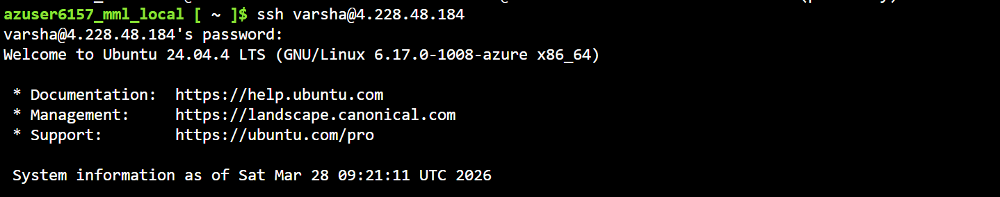 azuser6157_mml_local [ ~ ]$ ssh varsha@4.228.48.184
varsha@4.228.48.184's password:
Welcome to Ubuntu 24.04.4 LTS (GNU/Linux 6.17.0-1008-azure x86_64)
* Documentation:  https://help.ubuntu.com
* Management:     https://landscape.canonical.com
* Support:        https://ubuntu.com/pro
System information as of Sat Mar 28 09:21:11 UTC 2026